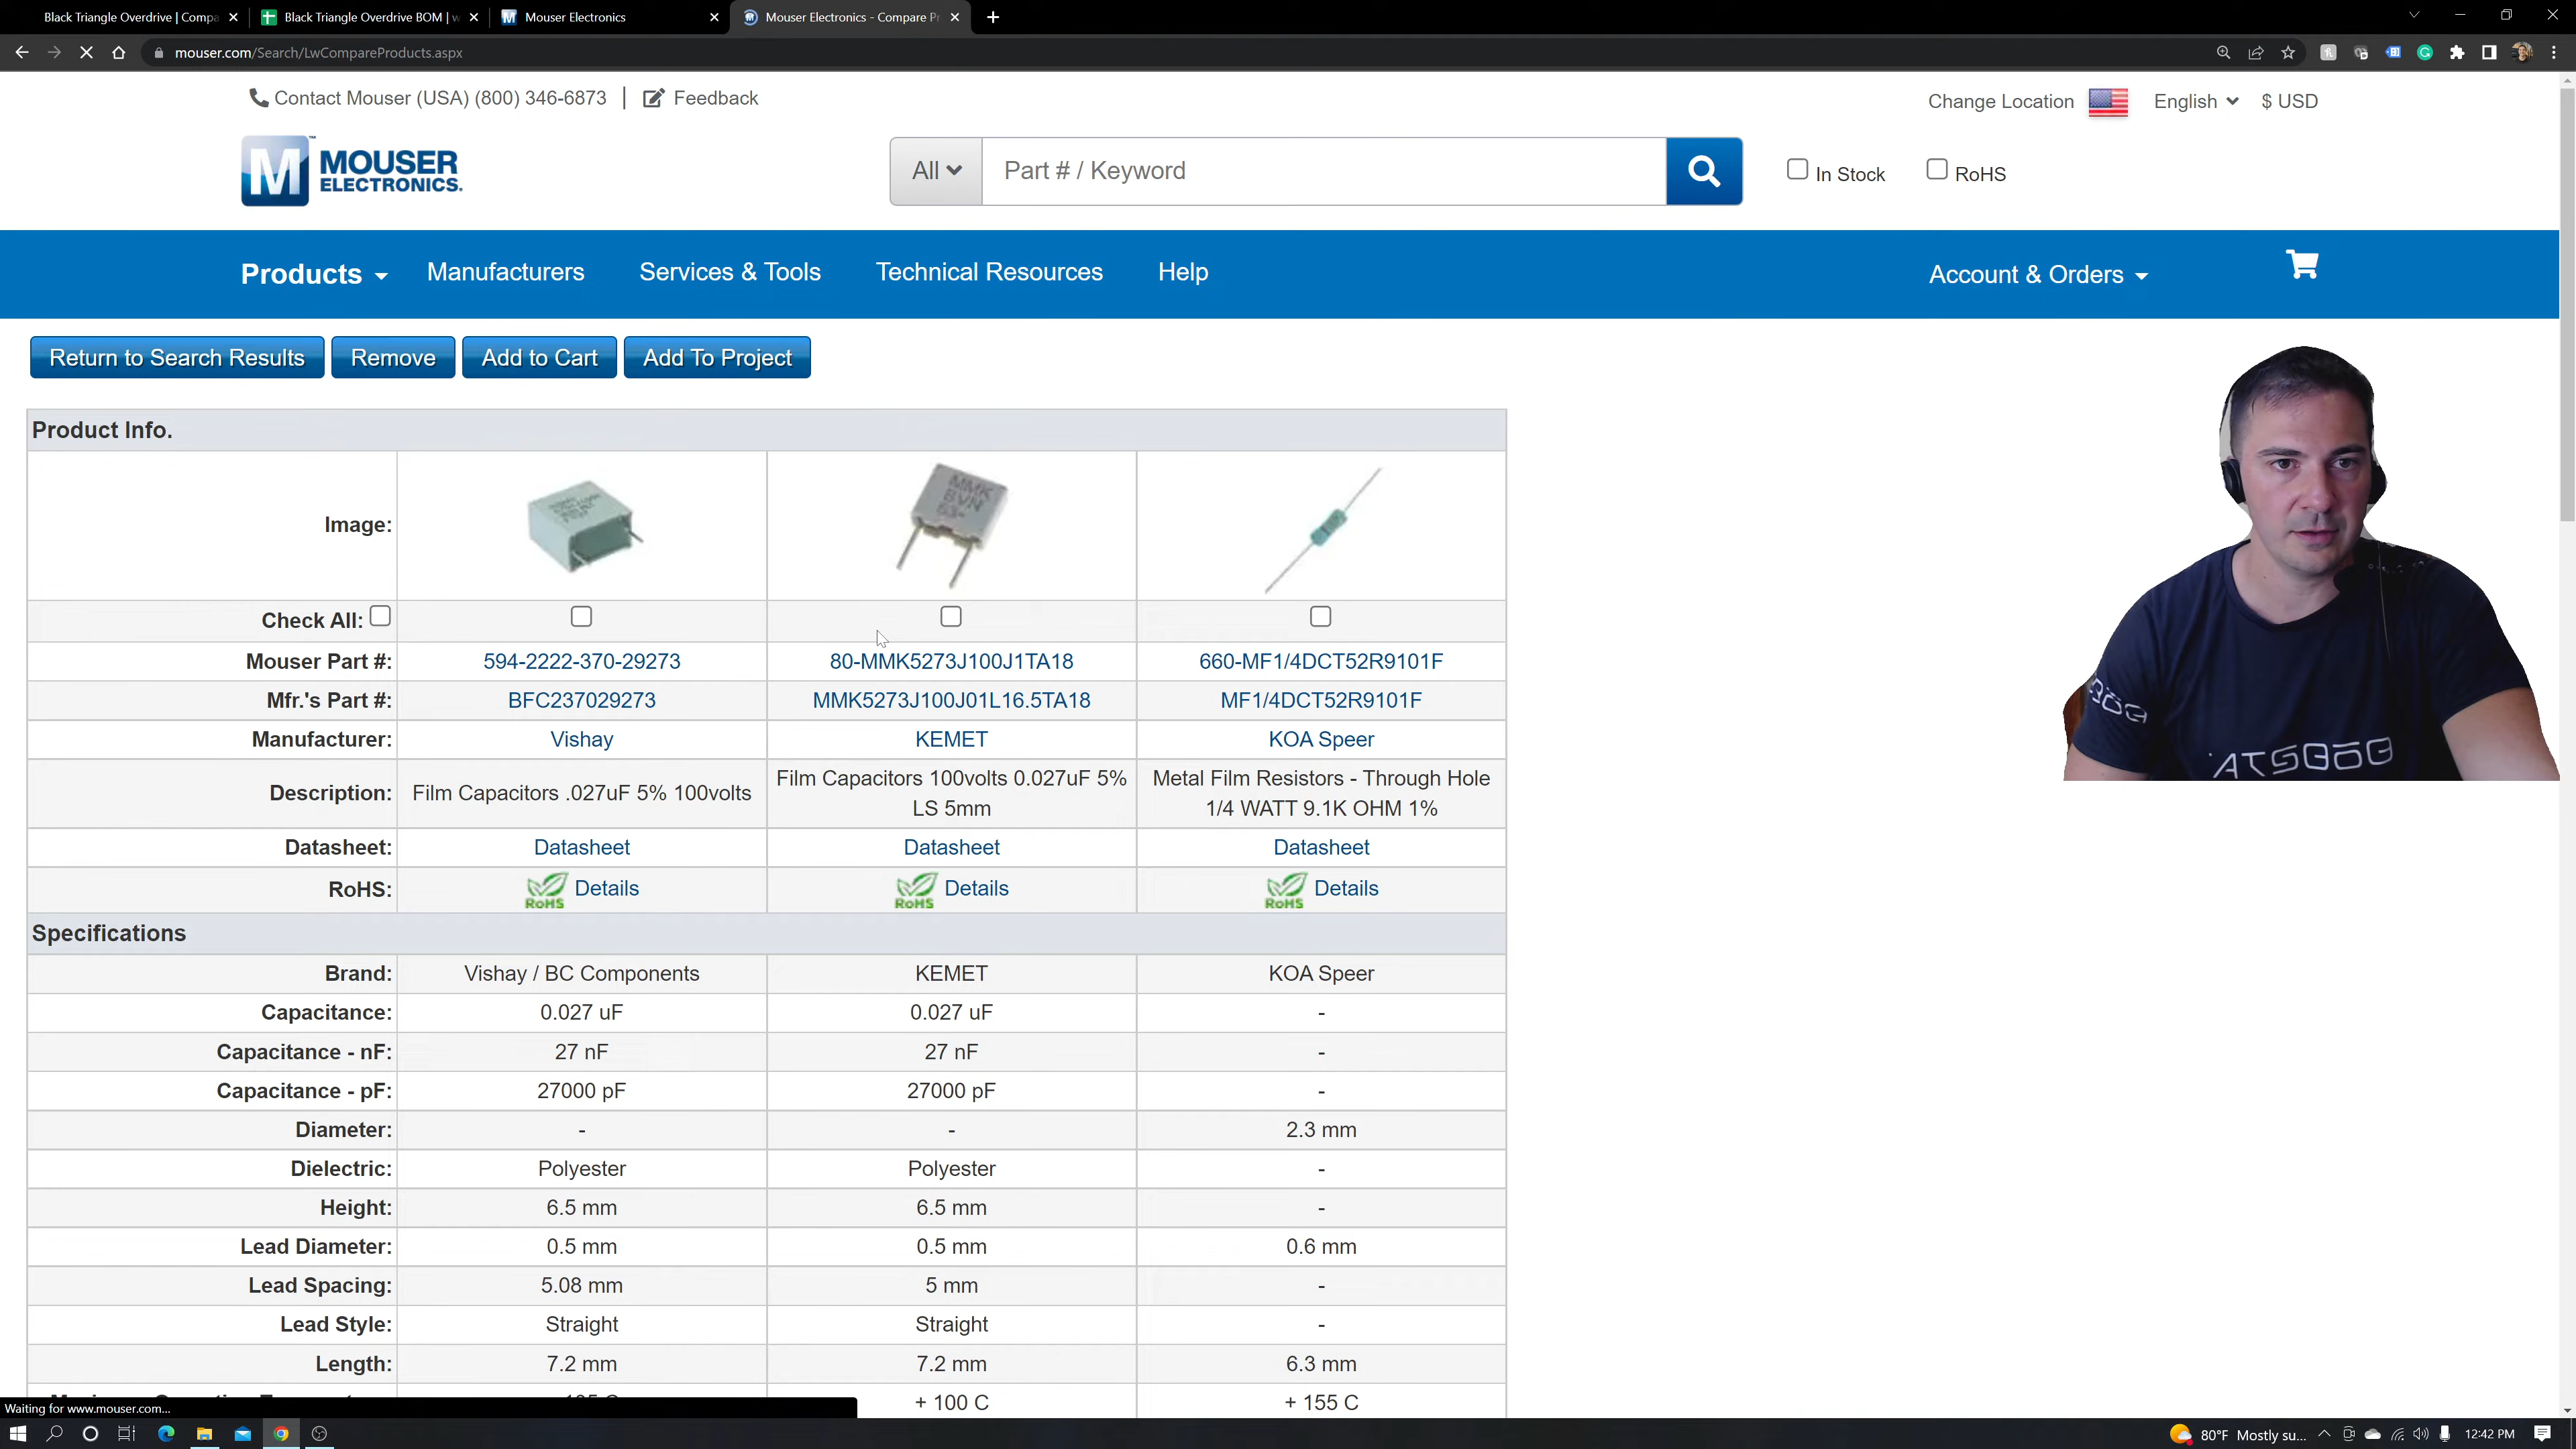 Black Triangle Overdrive | Compa
Black Triangle Overdrive BOM | w
Mouser Electronics
Mouser Electronics - Compare Pr
mouser.com/Search/LwCompareProducts.aspx
Contact Mouser (USA) (800) 346-6873 | Feedback
Change Location English $ USD
M MOUSER ELECTRONICS.
All Part # / Keyword
In Stock RoHS
Products Manufacturers Services & Tools Technical Resources Help Account & Orders
Return to Search Results Remove Add to Cart Add To Project
Product Info.
Image:
MMK
BVN
63-
Check All:
Mouser Part #: 594-2222-370-29273 80-MMK5273J100J1TA18 660-MF1/4DCT52R9101F
Mfr.'s Part #: BFC237029273 MMK5273J100J01L16.5TA18 MF1/4DCT52R9101F
Manufacturer: Vishay KEMET KOA Speer
Description: Film Capacitors .027uF 5% 100volts Film Capacitors 100volts 0.027uF 5% LS 5mm Metal Film Resistors - Through Hole 1/4 WATT 9.1K OHM 1%
Datasheet: Datasheet Datasheet Datasheet
RoHS: RoHS Details RoHS Details RoHS Details
Specifications
Brand: Vishay / BC Components KEMET KOA Speer
Capacitance: 0.027 uF 0.027 uF -
Capacitance - nF: 27 nF 27 nF -
Capacitance - pF: 27000 pF 27000 pF -
Diameter: - - 2.3 mm
Dielectric: Polyester Polyester -
Height: 6.5 mm 6.5 mm -
Lead Diameter: 0.5 mm 0.5 mm 0.6 mm
Lead Spacing: 5.08 mm 5 mm -
Lead Style: Straight Straight -
Length: 7.2 mm 7.2 mm 6.3 mm
+ 100 C + 155 C
Waiting for www.mouser.com...
80°F Mostly su... 12:42 PM